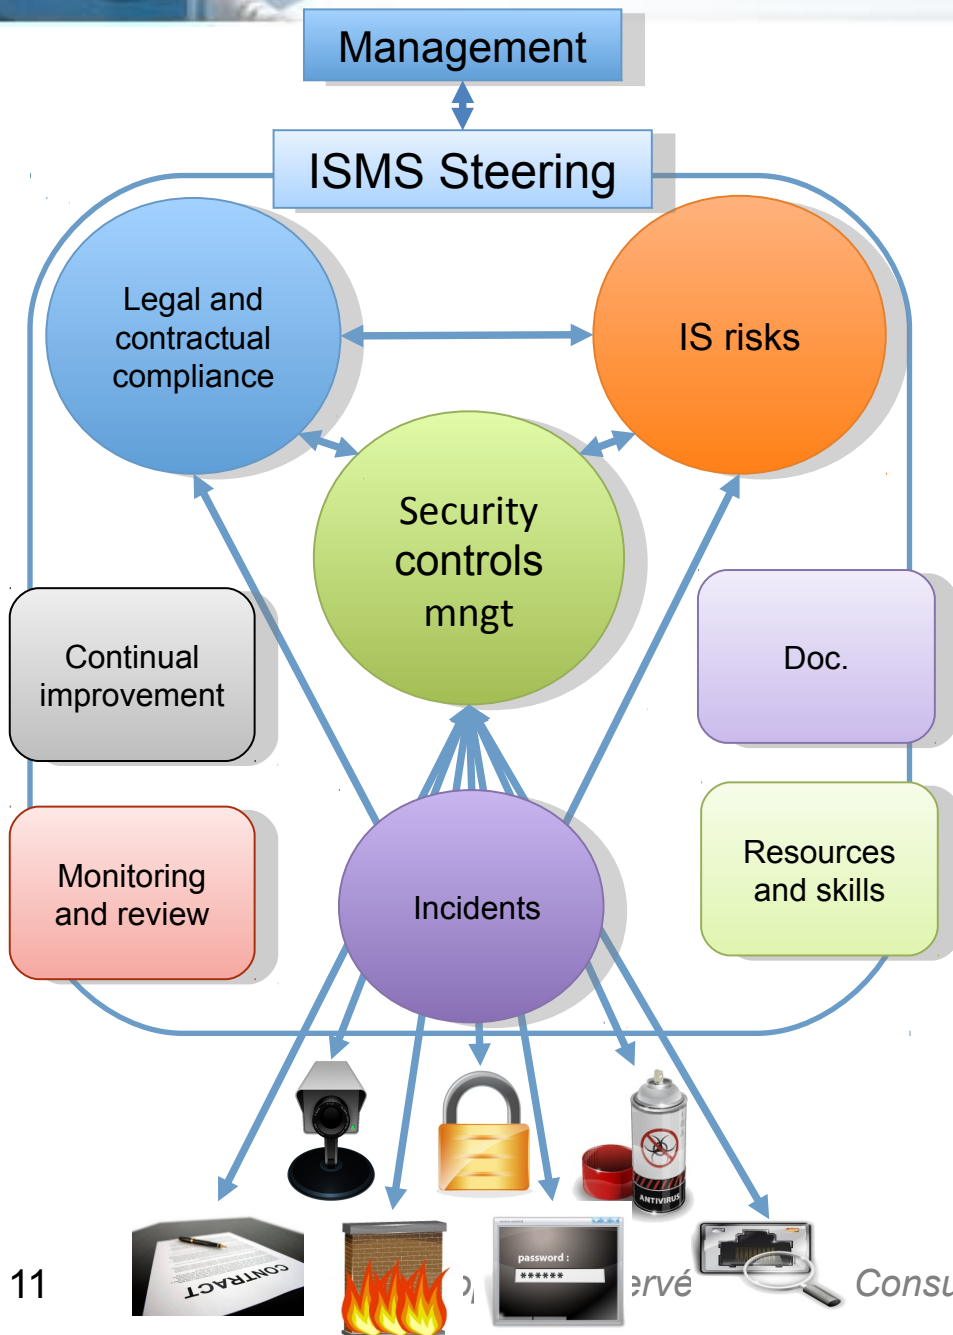 Management
ISMS Steering
Legal and
contractual
compliance
IS risks
Security
controls
mngt
Continual
improvement
Doc.
Monitoring
and review
Resources
and skills
Incidents
ANTIVIRUS
CONTRACT
password :
******
11
Consu